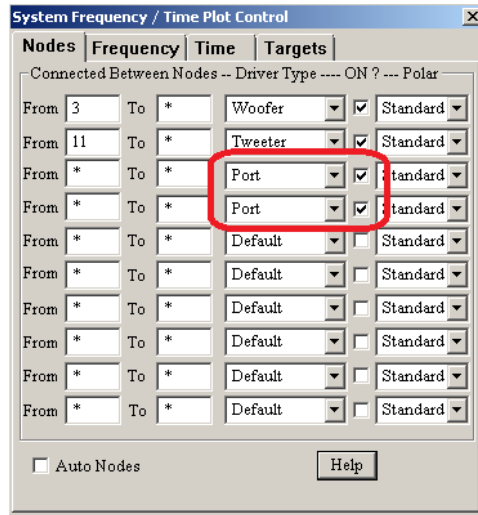 System Frequency / Time Plot Control
Nodes Frequency Time Targets
Connected Between Nodes -- Driver Type ---- ON ? --- Polar
From 3 To * Woofer Standard
From 11 To * Tweeter Standard
From * To * Port Standard
From * To * Port Standard
From * To * Default Standard
From * To * Default Standard
From * To * Default Standard
From * To * Default Standard
From * To * Default Standard
From * To * Default Standard
Auto Nodes Help